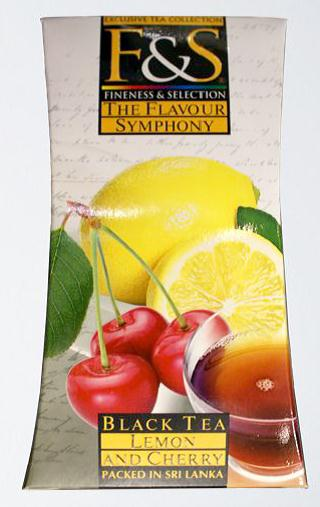 EXCLUSIVE TEA COLLECTION
F&S
FINENESS & SELECTION
THE FLAVOUR
SYMPHONY
BLACK TEA
LEMON
AND CHERRY
PACKED IN SRI LANKA